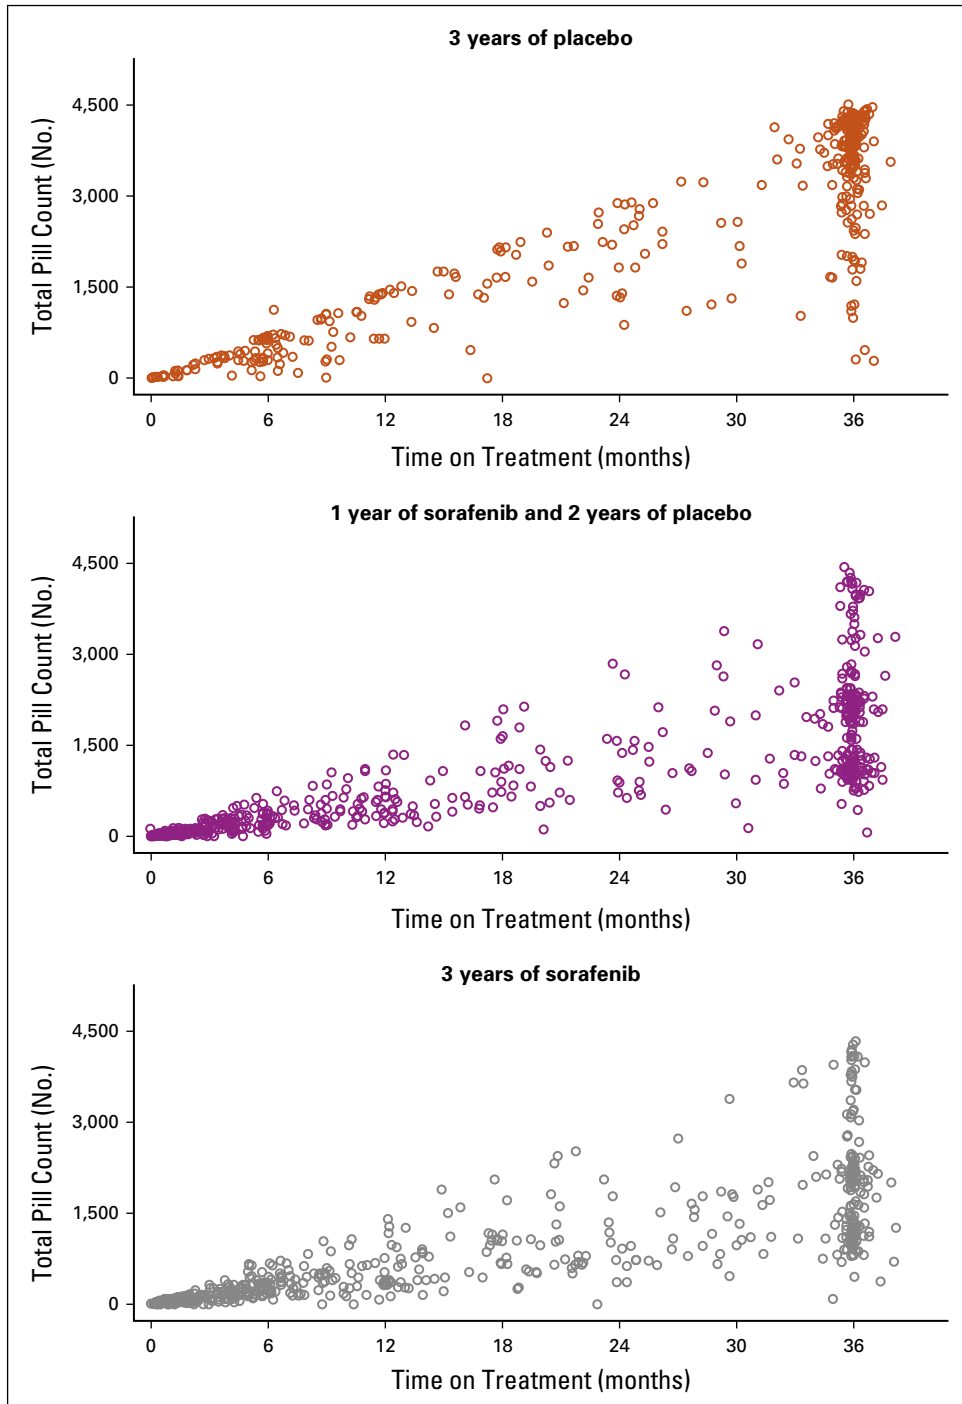 3 years of placebo
Total Pill Count (No.)
4,500
3,000
1,500
0
0 6 12 18 24 30 36
Time on Treatment (months)
1 year of sorafenib and 2 years of placebo
Total Pill Count (No.)
4,500
3,000
1,500
0
0 6 12 18 24 30 36
Time on Treatment (months)
3 years of sorafenib
Total Pill Count (No.)
4,500
3,000
1,500
0
0 6 12 18 24 30 36
Time on Treatment (months)